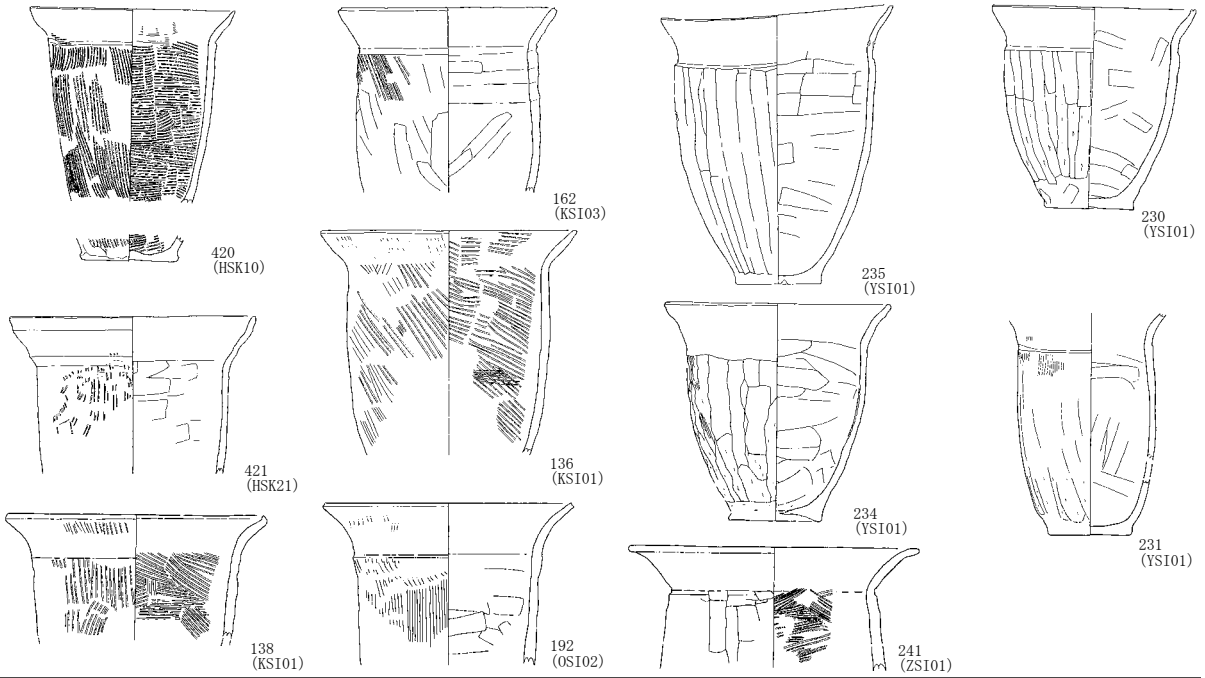 420
(HSK10)
421
(HSK21)
138
(KSI01)
162
(KSI03)
136
(KSI01)
192
(OSI02)
235
(YSI01)
234
(YSI01)
241
(ZSI01)
230
(YSI01)
231
(YSI01)